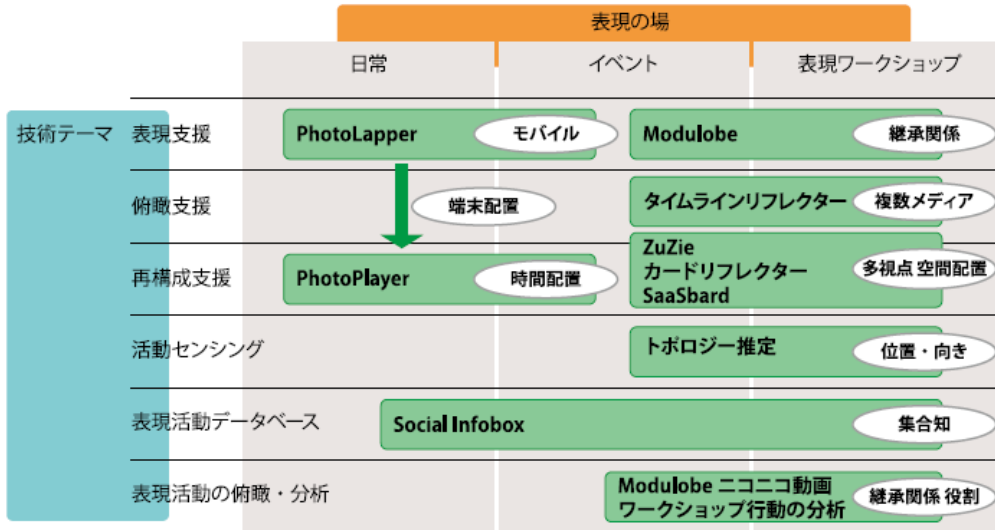 表現の場
日常
イベント
表現ワークショップ
技術テーマ
表現支援
PhotoLapper
モバイル
Modulobe
継承関係
俯瞰支援
端末配置
タイムラインリフレクター
複数メディア
再構成支援
PhotoPlayer
時間配置
ZuZie
カードリフレクター
SaaSbard
多視点 空間配置
活動センシング
トポロジー推定
位置・向き
表現活動データベース
Social Infobox
集合知
表現活動の俯瞰・分析
Modulobe ニコニコ動画
ワークショップ行動の分析
継承関係 役割